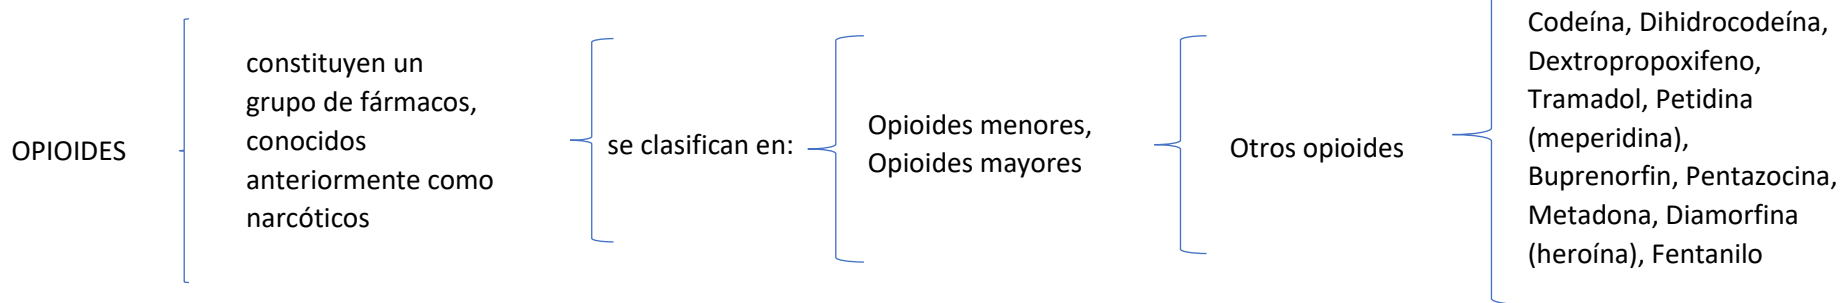 OPIOIDES
constituyen un
grupo de fármacos,
conocidos
anteriormente como
narcóticos
se clasifican en:
Opioides menores,
Opioides mayores
Otros opioides
Codeína, Dihidrocodeína,
Dextropropoxifeno,
Tramadol, Petidina
(meperidina),
Buprenorfin, Pentazocina,
Metadona, Diamorfina
(heroína), Fentanilo